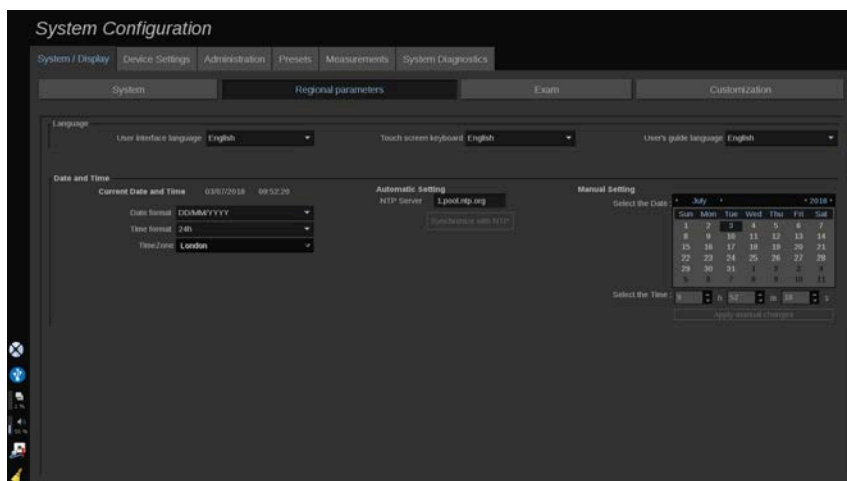 System Configuration
System / Display Device Settings Administration Presets Measurements System Diagnostics
System Regional parameters Exam Customization
Language
User interface language English Touch screen keyboard English User's guide language English
Date and Time
Current Date and Time 03/07/2018 08:52:20 Automatic Setting Manual Setting
NTP Server 1.pool.ntp.org Select the Date : July 2018
Date format DD/MM/YYYY Synchronize with NTP Sun Mon Tue Wed Thu Fri Sat
Time format 24h 1 2 3 4 5 6 7
TimeZone London 8 9 10 11 12 13 14
15 16 17 18 19 20 21
22 23 24 25 26 27 28
29 30 31 1 2 3 4
5 6 7 8 9 10 11
Select the Time : 8 h 52 m 18 s
Apply manual changes